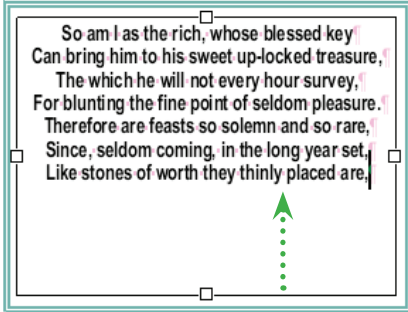 So am I as the rich, whose blessed key
Can bring him to his sweet up-locked treasure,
The which he will not every hour survey,
For blunting the fine point of seldom pleasure.
Therefore are feasts so solemn and so rare,
Since, seldom coming, in the long year set,
Like stones of worth they thinly placed are,